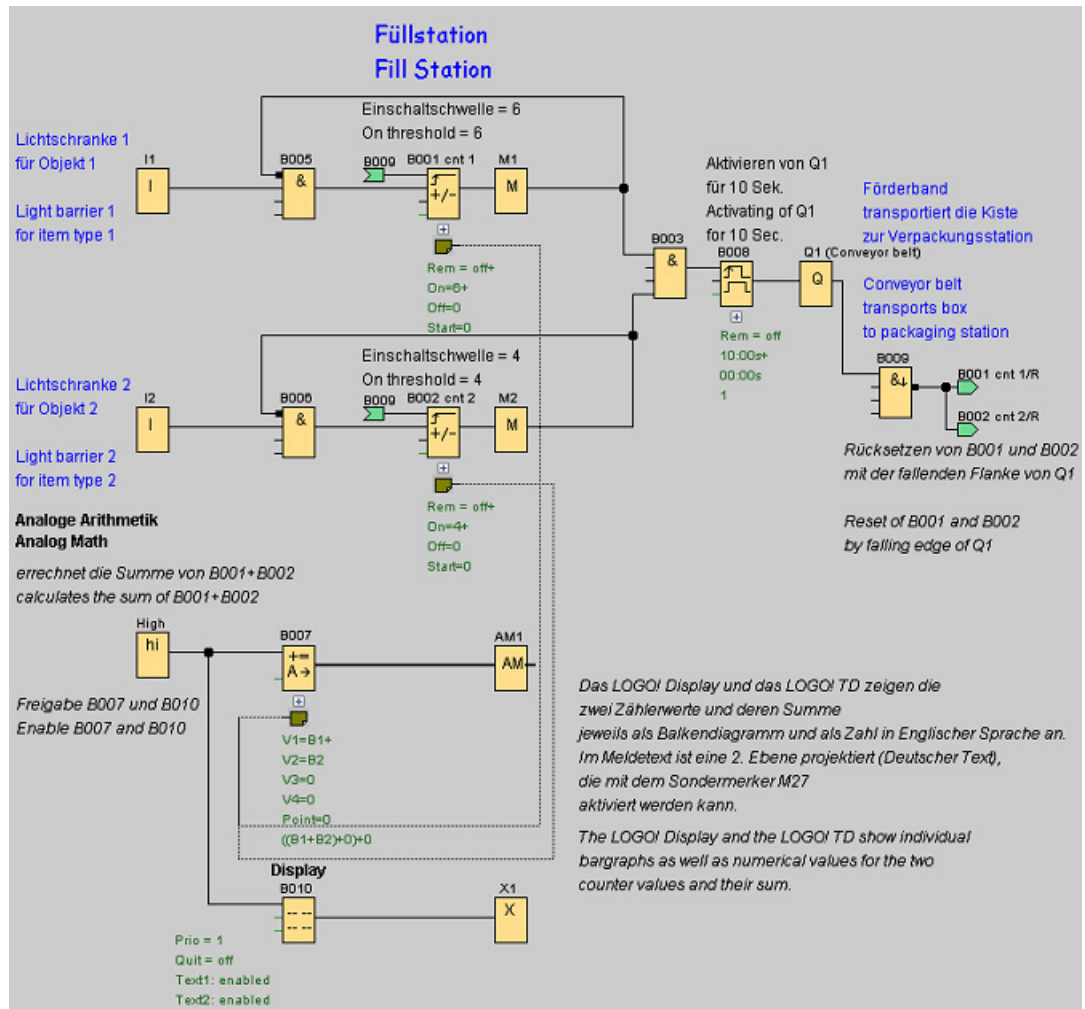 Füllstation
Fill Station
Einschaltschwelle = 6
On threshold = 6
Lichtschranke 1
für Objekt 1
Light barrier 1
for item type 1
I1
I
B005
&
B009
B001 cnt 1
+/-
M1
M
Rem = off+
On=6+
Off=0
Start=0
B003
&
Aktivieren von Q1
für 10 Sek.
Activating of Q1
for 10 Sec.
B008
Rem = off
10:00s+
00:00s
1
Förderband
transportiert die Kiste
zur Verpackungsstation
Q1 (Conveyor belt)
Q
Conveyor belt
transports box
to packaging station
B009
&↓
B001 cnt 1/R
B002 cnt 2/R
Rücksetzen von B001 und B002
mit der fallenden Flanke von Q1
Reset of B001 and B002
by falling edge of Q1
Einschaltschwelle = 4
On threshold = 4
Lichtschranke 2
für Objekt 2
Light barrier 2
for item type 2
I2
I
B006
&
B009
B002 cnt 2
+/-
M2
M
Rem = off+
On=4+
Off=0
Start=0
Analoge Arithmetik
Analog Math
errechnet die Summe von B001+B002
calculates the sum of B001+B002
High
hi
Freigabe B007 und B010
Enable B007 and B010
B007
+=
A→
V1=B1+
V2=B2
V3=0
V4=0
Point=0
((B1+B2)+0)+0
AM1
AM
Das LOGO! Display und das LOGO! TD zeigen die
zwei Zählerwerte und deren Summe
jeweils als Balkendiagramm und als Zahl in Englischer Sprache an.
Im Meldetext ist eine 2. Ebene projektiert (Deutscher Text),
die mit dem Sondermerker M27
aktiviert werden kann.
The LOGO! Display and the LOGO! TD show individual
bargraphs as well as numerical values for the two
counter values and their sum.
Display
B010
Prio = 1
Quit = off
Text1: enabled
Text2: enabled
X1
X